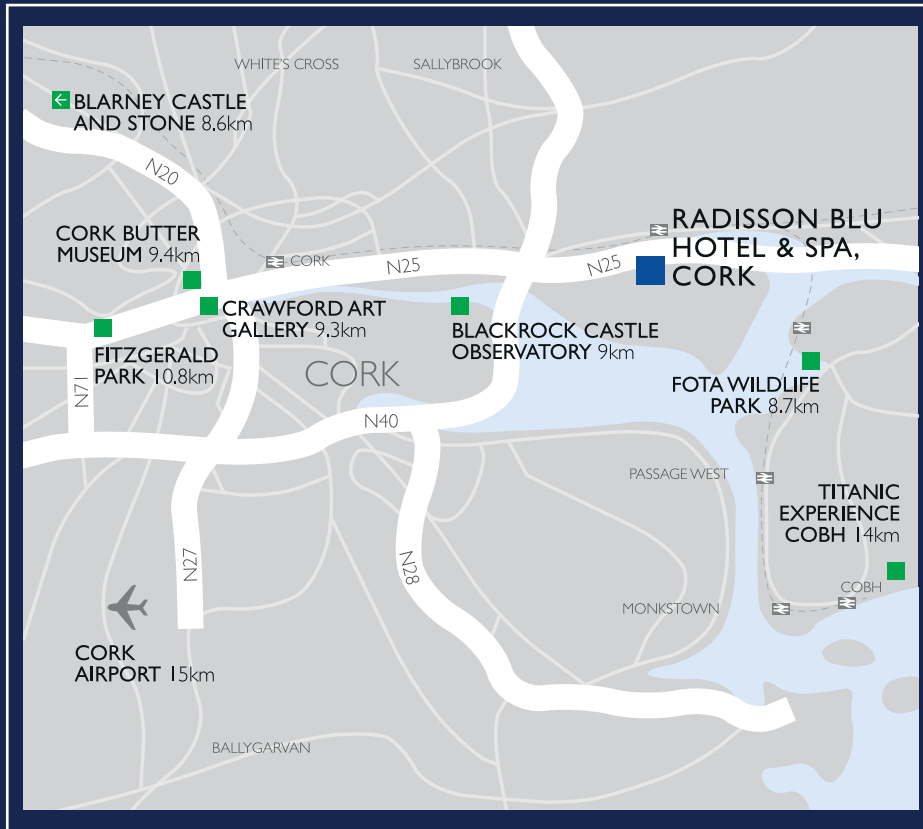 WHITE'S CROSS
SALLYBROOK
BLARNEY CASTLE
AND STONE 8.6km
N20
RADISSON BLU
HOTEL & SPA,
CORK
CORK BUTTER
MUSEUM 9.4km
CORK
N25
N25
CRAWFORD ART
GALLERY 9.3km
BLACKROCK CASTLE
OBSERVATORY 9km
FITZGERALD
PARK 10.8km
CORK
FOTA WILDLIFE
PARK 8.7km
N71
N40
PASSAGE WEST
TITANIC
EXPERIENCE
COBH 14km
N27
N28
COBH
MONKSTOWN
CORK
AIRPORT 15km
BALLYGARVAN